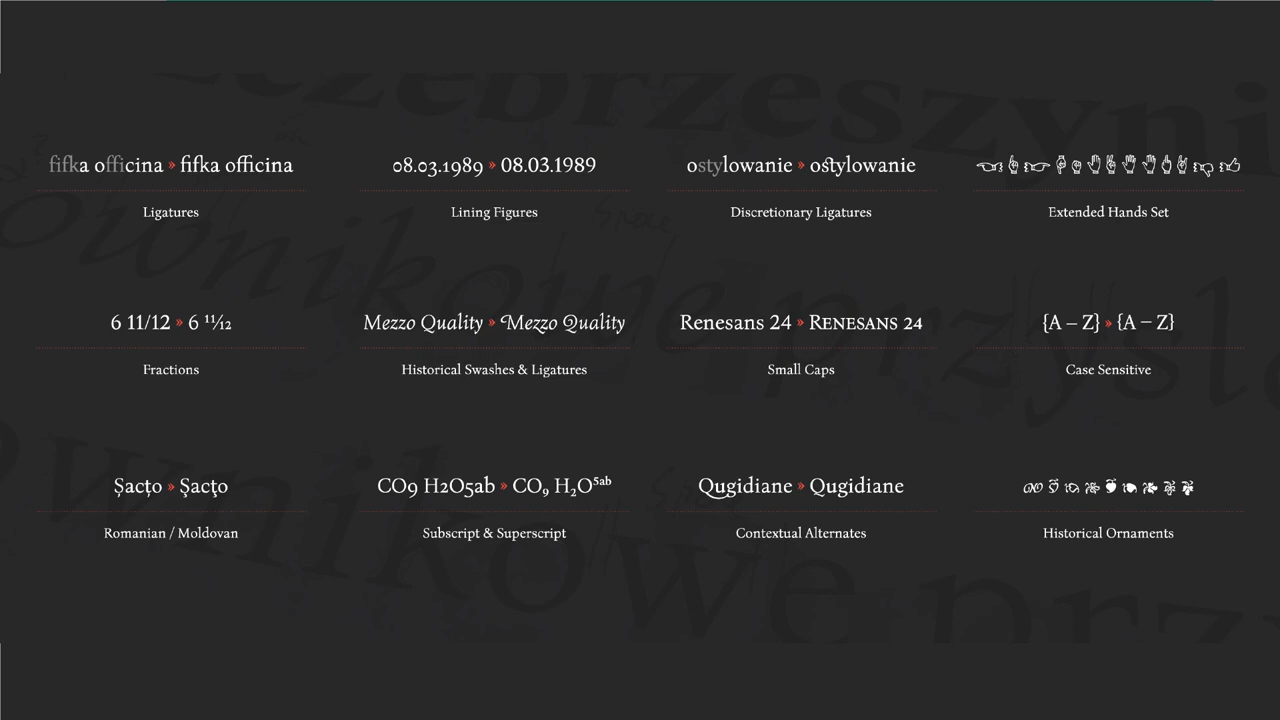 fifka officina » fifka officina
08.03.1989 » 08.03.1989
ostylowanie » ostylowanie
Ligatures
Lining Figures
Discretionary Ligatures
Extended Hands Set
6 11/12 » 6 11/12
Mezzo Quality » Mezzo Quality
Renesans 24 » Renesans 24
{A – Z} » {A – Z}
Fractions
Historical Swashes & Ligatures
Small Caps
Case Sensitive
Șacțo » Şacţo
CO9 H2O5ab » CO₉ H₂O⁵ᵃᵇ
Qugidiane » Qugidiane
Romanian / Moldovan
Subscript & Superscript
Contextual Alternates
Historical Ornaments